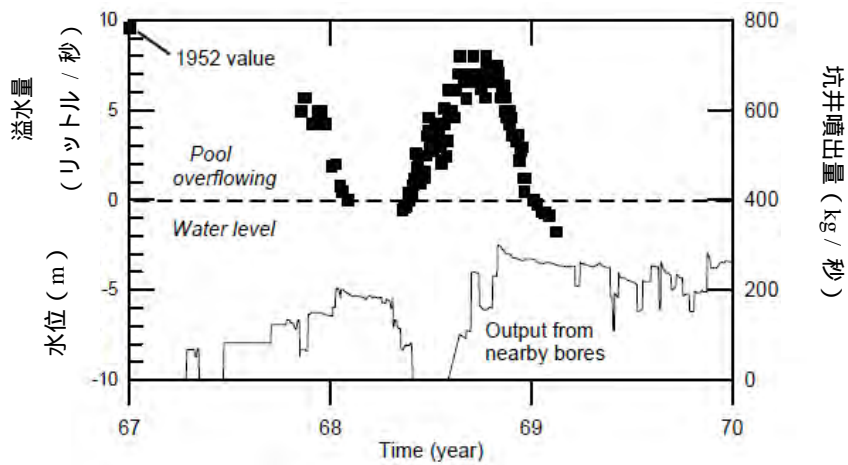 溢水量
(リットル / 秒)
水位 ( m )
10
5
0
-5
-10
1952 value
Pool
overflowing
Water level
Output from
nearby bores
800
600
400
200
0
坑井噴出量
(kg / 秒)
67
68
69
70
Time (year)